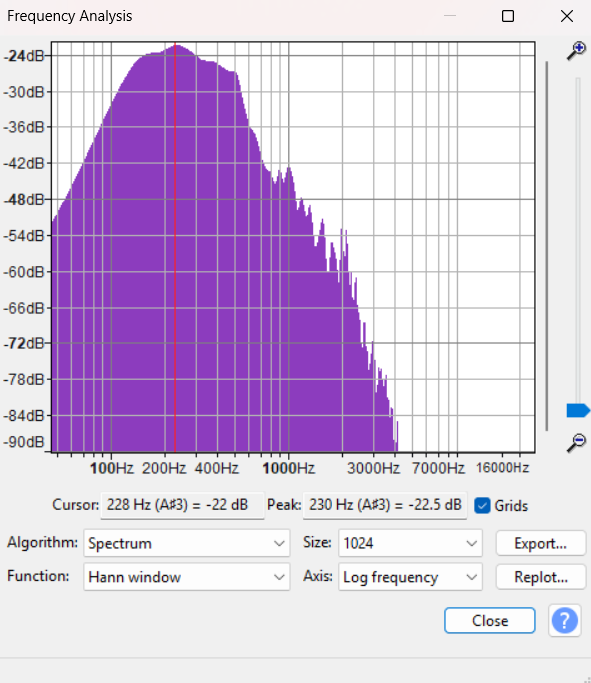 Frequency Analysis
-24dB
-30dB
-36dB
-42dB
-48dB
-54dB
-60dB
-66dB
-72dB
-78dB
-84dB
-90dB
100Hz 200Hz 400Hz 1000Hz 3000Hz 7000Hz 16000Hz
Cursor: 228 Hz (A♯3) = -22 dB Peak: 230 Hz (A♯3) = -22.5 dB Grids
Algorithm: Spectrum Size: 1024 Export...
Function: Hann window Axis: Log frequency Replot...
Close ?